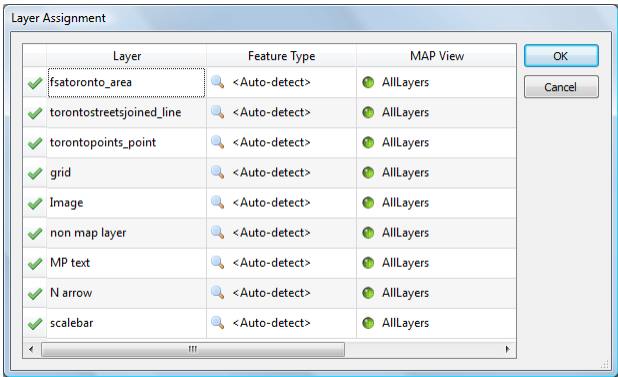 Layer Assignment
Layer Feature Type MAP View
fsatoronto_area <Auto-detect> AllLayers
torontostreetsjoined_line <Auto-detect> AllLayers
torontopoints_point <Auto-detect> AllLayers
grid <Auto-detect> AllLayers
Image <Auto-detect> AllLayers
non map layer <Auto-detect> AllLayers
MP text <Auto-detect> AllLayers
N arrow <Auto-detect> AllLayers
scalebar <Auto-detect> AllLayers
OK
Cancel